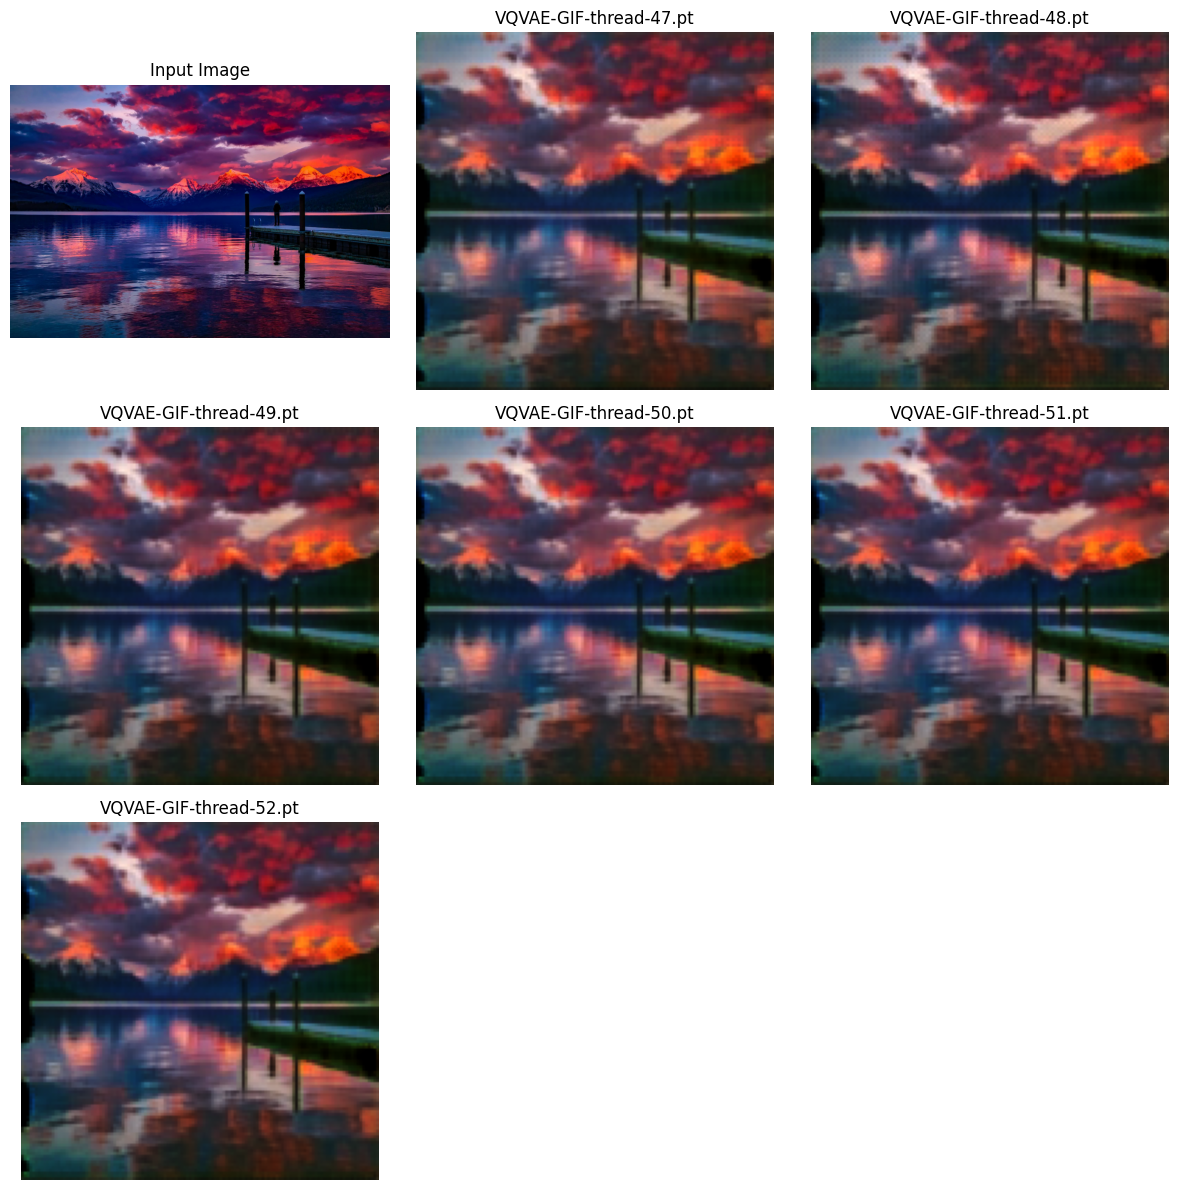 Input Image
VQVAE-GIF-thread-47.pt
VQVAE-GIF-thread-48.pt
VQVAE-GIF-thread-49.pt
VQVAE-GIF-thread-50.pt
VQVAE-GIF-thread-51.pt
VQVAE-GIF-thread-52.pt